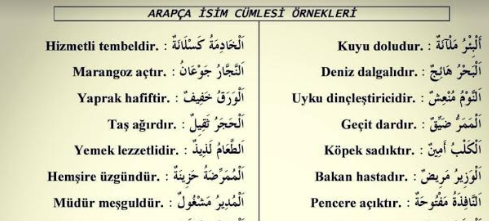 ARAPÇA İSİM CÜMLESİ ÖRNEKLERİ
Hizmetli tembeldir. : اَلْخَادِمَةُ كَسْلَانَةٌ
Marangoz açtır. : اَلنَّجَّارُ جَوْعَانُ
Yaprak hafiftir. : اَلْوَرَقُ خَفِيفٌ
Taş ağırdır. : اَلْحَجَرُ ثَقِيلٌ
Yemek lezzetlidir. : اَلطَّعَامُ لَذِيذٌ
Hemşire üzgündür. : اَلْمُمَرِّضَةُ حَزِينَةٌ
Müdür meşguldür. : اَلْمُدِيرُ مَشْغُولٌ
Kuyu doludur. : اَلْبِئْرُ مَلْآنَةٌ
Deniz dalgalıdır. : اَلْبَحْرُ هَائِجٌ
Uyku dinçleştiricidir. : اَلنَّوْمُ مُنْعِشٌ
Geçit dardır. : اَلْمَمَرُّ ضَيِّقٌ
Köpek sadıktır. : اَلْكَلْبُ أَمِينٌ
Bakan hastadır. : اَلْوَزِيرُ مَرِيضٌ
Pencere açıktır. : اَلنَّافِذَةُ مَفْتُوحَةٌ